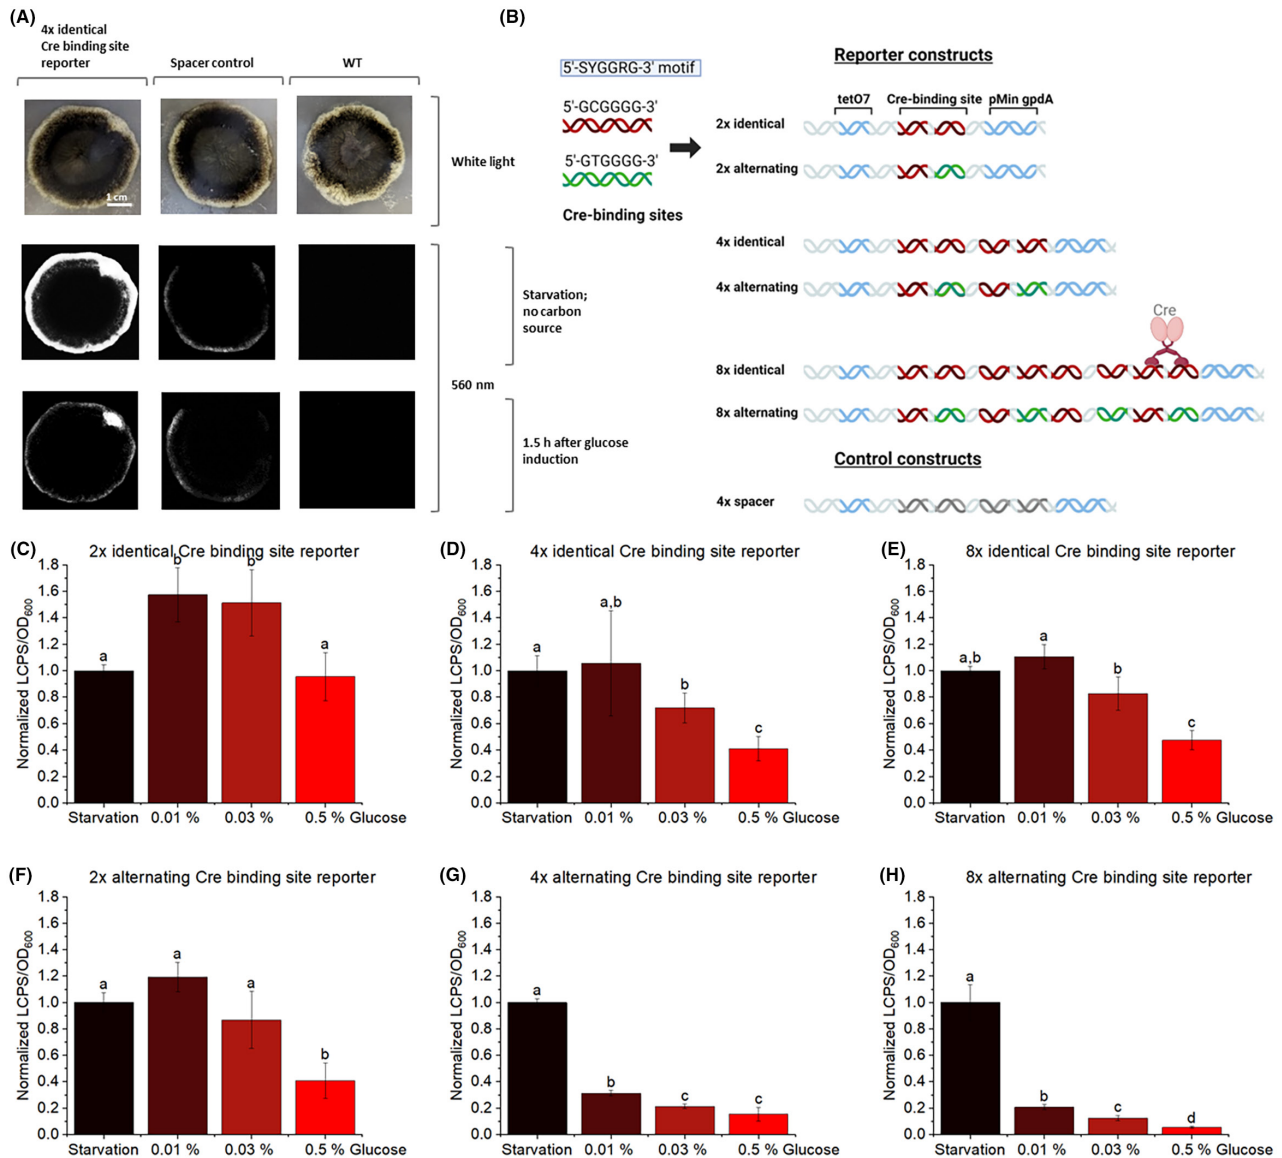 (A)
4x identical
Cre binding site
reporter
Spacer control
WT
1 cm
White light
Starvation;
no carbon
source
560 nm
1.5 h after glucose
induction
(B)
5'-SYGGRG-3' motif
5'-GCGGGG-3'
5'-GTGGGG-3'
Cre-binding sites
Reporter constructs
tetO7
Cre-binding site
pMin gpdA
2x identical
2x alternating
4x identical
4x alternating
Cre
8x identical
8x alternating
Control constructs
4x spacer
(C)
2x identical Cre binding site reporter
Normalized LCPS/OD600
1.8
1.6
1.4
1.2
1.0
0.8
0.6
0.4
0.2
0.0
a
b
b
a
Starvation 0.01 % 0.03 % 0.5 % Glucose
(D)
4x identical Cre binding site reporter
Normalized LCPS/OD600
1.8
1.6
1.4
1.2
1.0
0.8
0.6
0.4
0.2
0.0
a
a,b
b
c
Starvation 0.01 % 0.03 % 0.5 % Glucose
(E)
8x identical Cre binding site reporter
Normalized LCPS/OD600
1.8
1.6
1.4
1.2
1.0
0.8
0.6
0.4
0.2
0.0
a,b
a
b
c
Starvation 0.01 % 0.03 % 0.5 % Glucose
(F)
2x alternating Cre binding site reporter
Normalized LCPS/OD600
1.8
1.6
1.4
1.2
1.0
0.8
0.6
0.4
0.2
0.0
a
a
a
b
Starvation 0.01 % 0.03 % 0.5 % Glucose
(G)
4x alternating Cre binding site reporter
Normalized LCPS/OD600
1.8
1.6
1.4
1.2
1.0
0.8
0.6
0.4
0.2
0.0
a
b
c
c
Starvation 0.01 % 0.03 % 0.5 % Glucose
(H)
8x alternating Cre binding site reporter
Normalized LCPS/OD600
1.8
1.6
1.4
1.2
1.0
0.8
0.6
0.4
0.2
0.0
a
b
c
d
Starvation 0.01 % 0.03 % 0.5 % Glucose